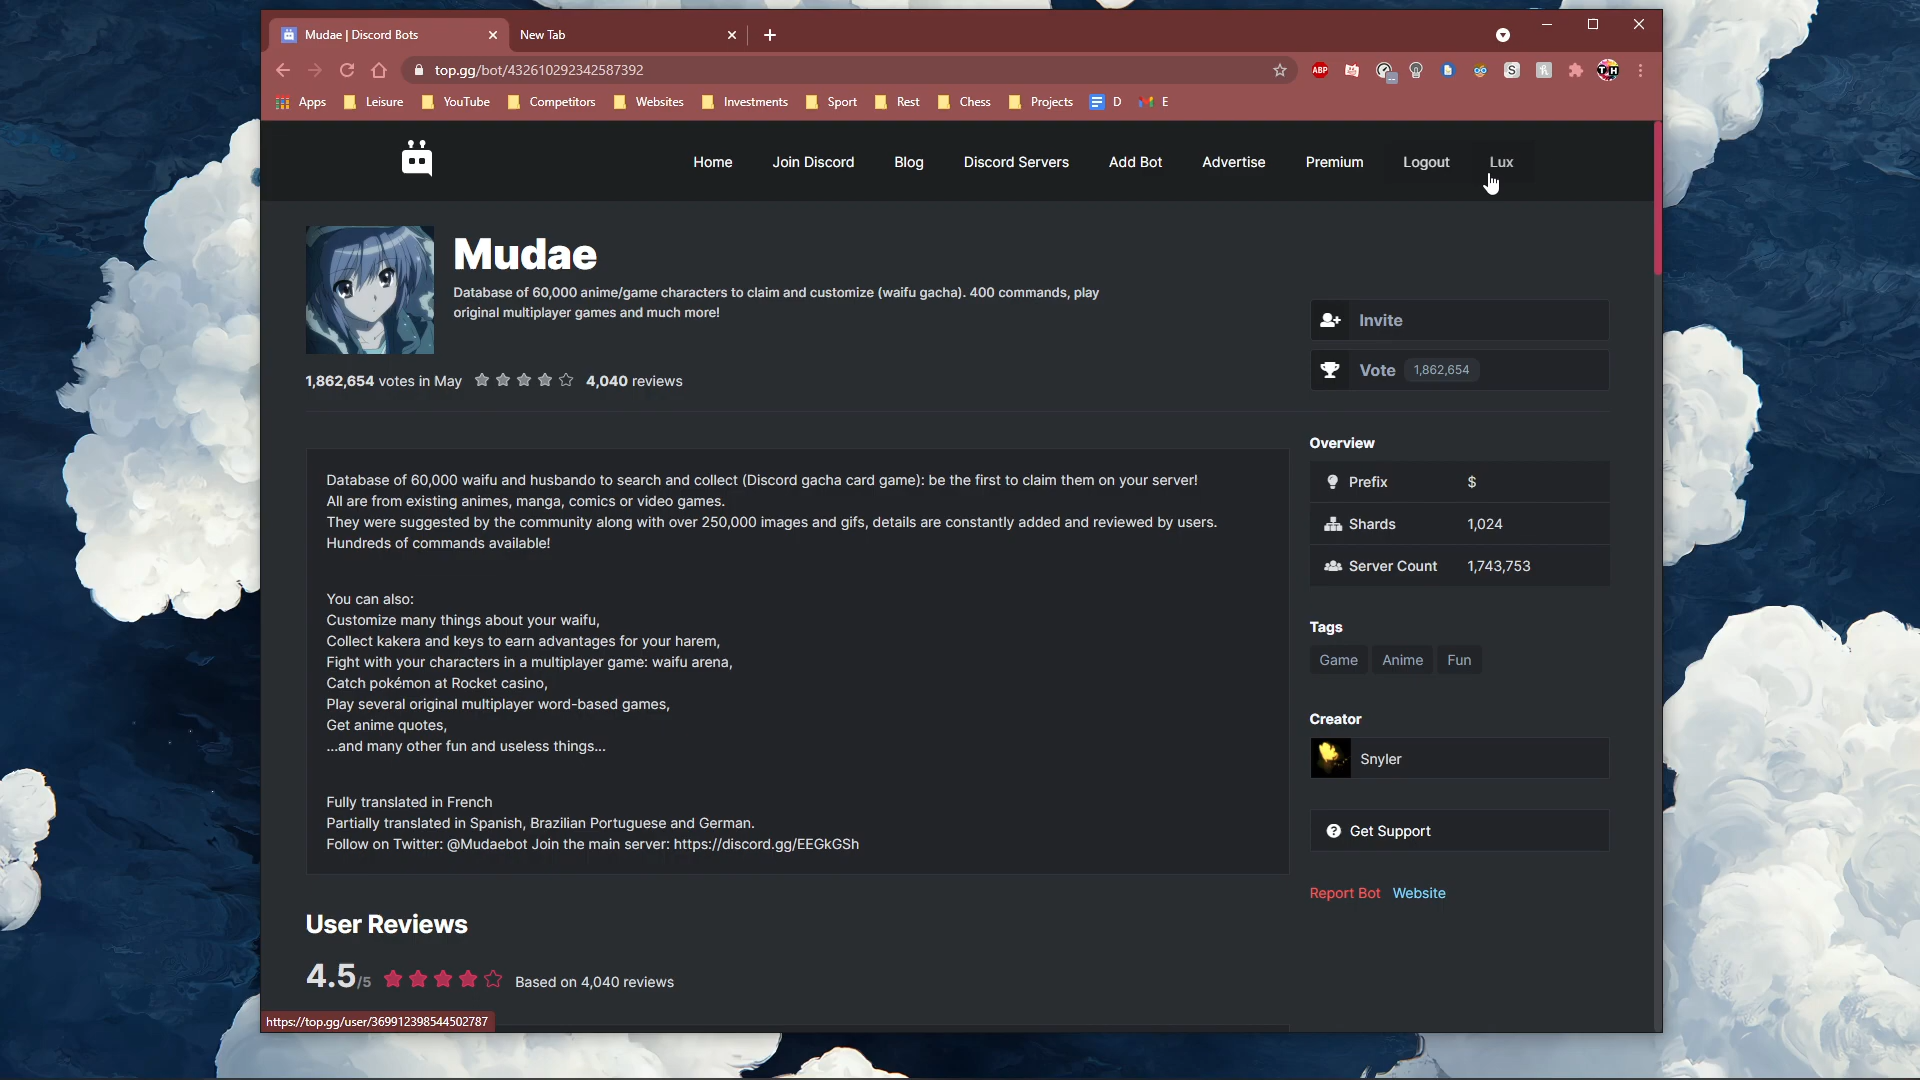 Mudae | Discord Bots
New Tab
top.gg/bot/432610292342587392
ABP
S
T H
Apps
Leisure
YouTube
Competitors
Websites
Investments
Sport
Rest
Chess
Projects
D
E
Home
Join Discord
Blog
Discord Servers
Add Bot
Advertise
Premium
Logout
Lux
Mudae
Database of 60,000 anime/game characters to claim and customize (waifu gacha). 400 commands, play
original multiplayer games and much more!
1,862,654 votes in May
4,040 reviews
Invite
Vote 1,862,654
Database of 60,000 waifu and husbando to search and collect (Discord gacha card game): be the first to claim them on your server!
All are from existing animes, manga, comics or video games.
They were suggested by the community along with over 250,000 images and gifs, details are constantly added and reviewed by users.
Hundreds of commands available!
You can also:
Customize many things about your waifu,
Collect kakera and keys to earn advantages for your harem,
Fight with your characters in a multiplayer game: waifu arena,
Catch pokémon at Rocket casino,
Play several original multiplayer word-based games,
Get anime quotes,
...and many other fun and useless things...
Fully translated in French
Partially translated in Spanish, Brazilian Portuguese and German.
Follow on Twitter: @Mudaebot Join the main server: https://discord.gg/EEGkGSh
Overview
Prefix $
Shards 1,024
Server Count 1,743,753
Tags
Game Anime Fun
Creator
Snyler
Get Support
Report Bot Website
User Reviews
4.5/5 Based on 4,040 reviews
https://top.gg/user/369912398544502787